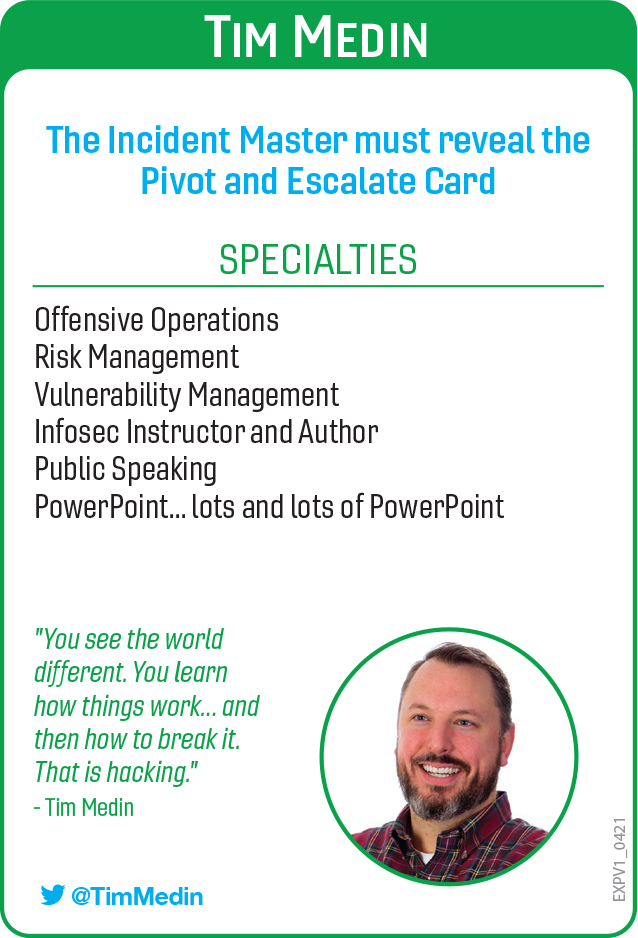 TIM MEDIN
The Incident Master must reveal the
Pivot and Escalate Card
SPECIALTIES
Offensive Operations
Risk Management
Vulnerability Management
Infosec Instructor and Author
Public Speaking
PowerPoint... lots and lots of PowerPoint
"You see the world
different. You learn
how things work... and
then how to break it.
That is hacking."
- Tim Medin
@TimMedin
EXPV1_0421